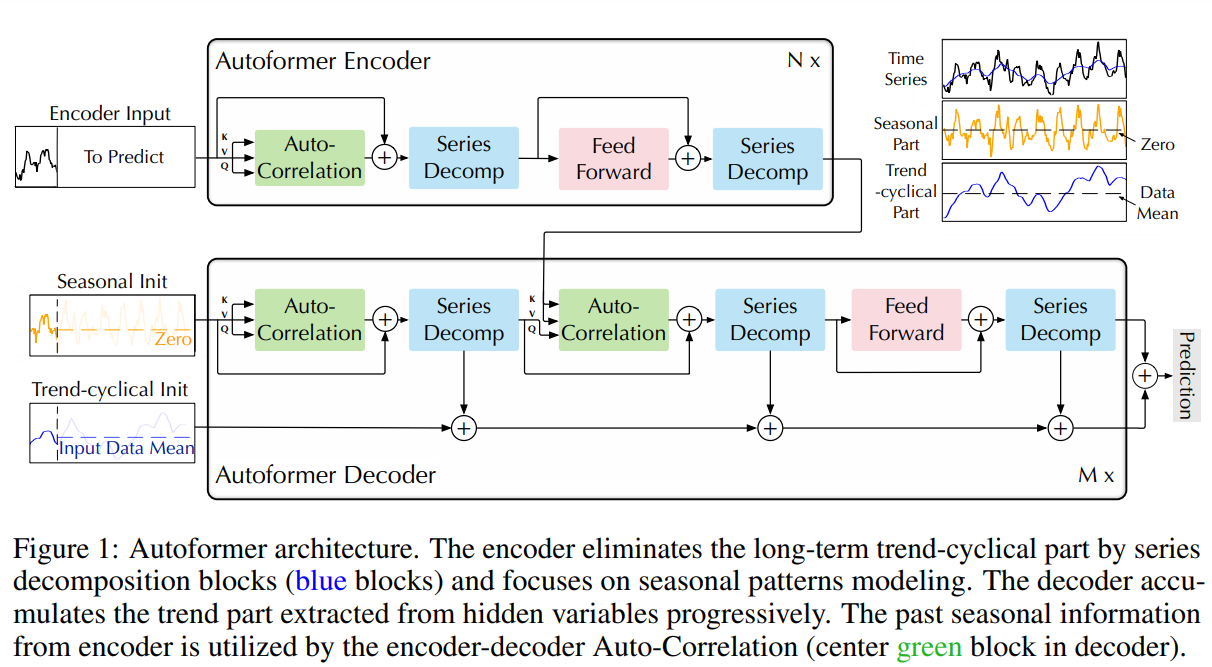 Autoformer Encoder
N x
Encoder Input
To Predict
K
V
Q
Auto-
Correlation
+
Series
Decomp
Feed
Forward
+
Series
Decomp
Time
Series
Seasonal
Part
Zero
Trend
-cyclical
Part
Data
Mean
Seasonal Init
Zero
K
V
Q
Auto-
Correlation
+
Series
Decomp
K
V
Q
Auto-
Correlation
+
Series
Decomp
Feed
Forward
+
Series
Decomp
+
Prediction
Trend-cyclical Init
Input Data Mean
+
+
+
Autoformer Decoder
M x
Figure 1: Autoformer architecture. The encoder eliminates the long-term trend-cyclical part by series
decomposition blocks (blue blocks) and focuses on seasonal patterns modeling. The decoder accu-
mulates the trend part extracted from hidden variables progressively. The past seasonal information
from encoder is utilized by the encoder-decoder Auto-Correlation (center green block in decoder).